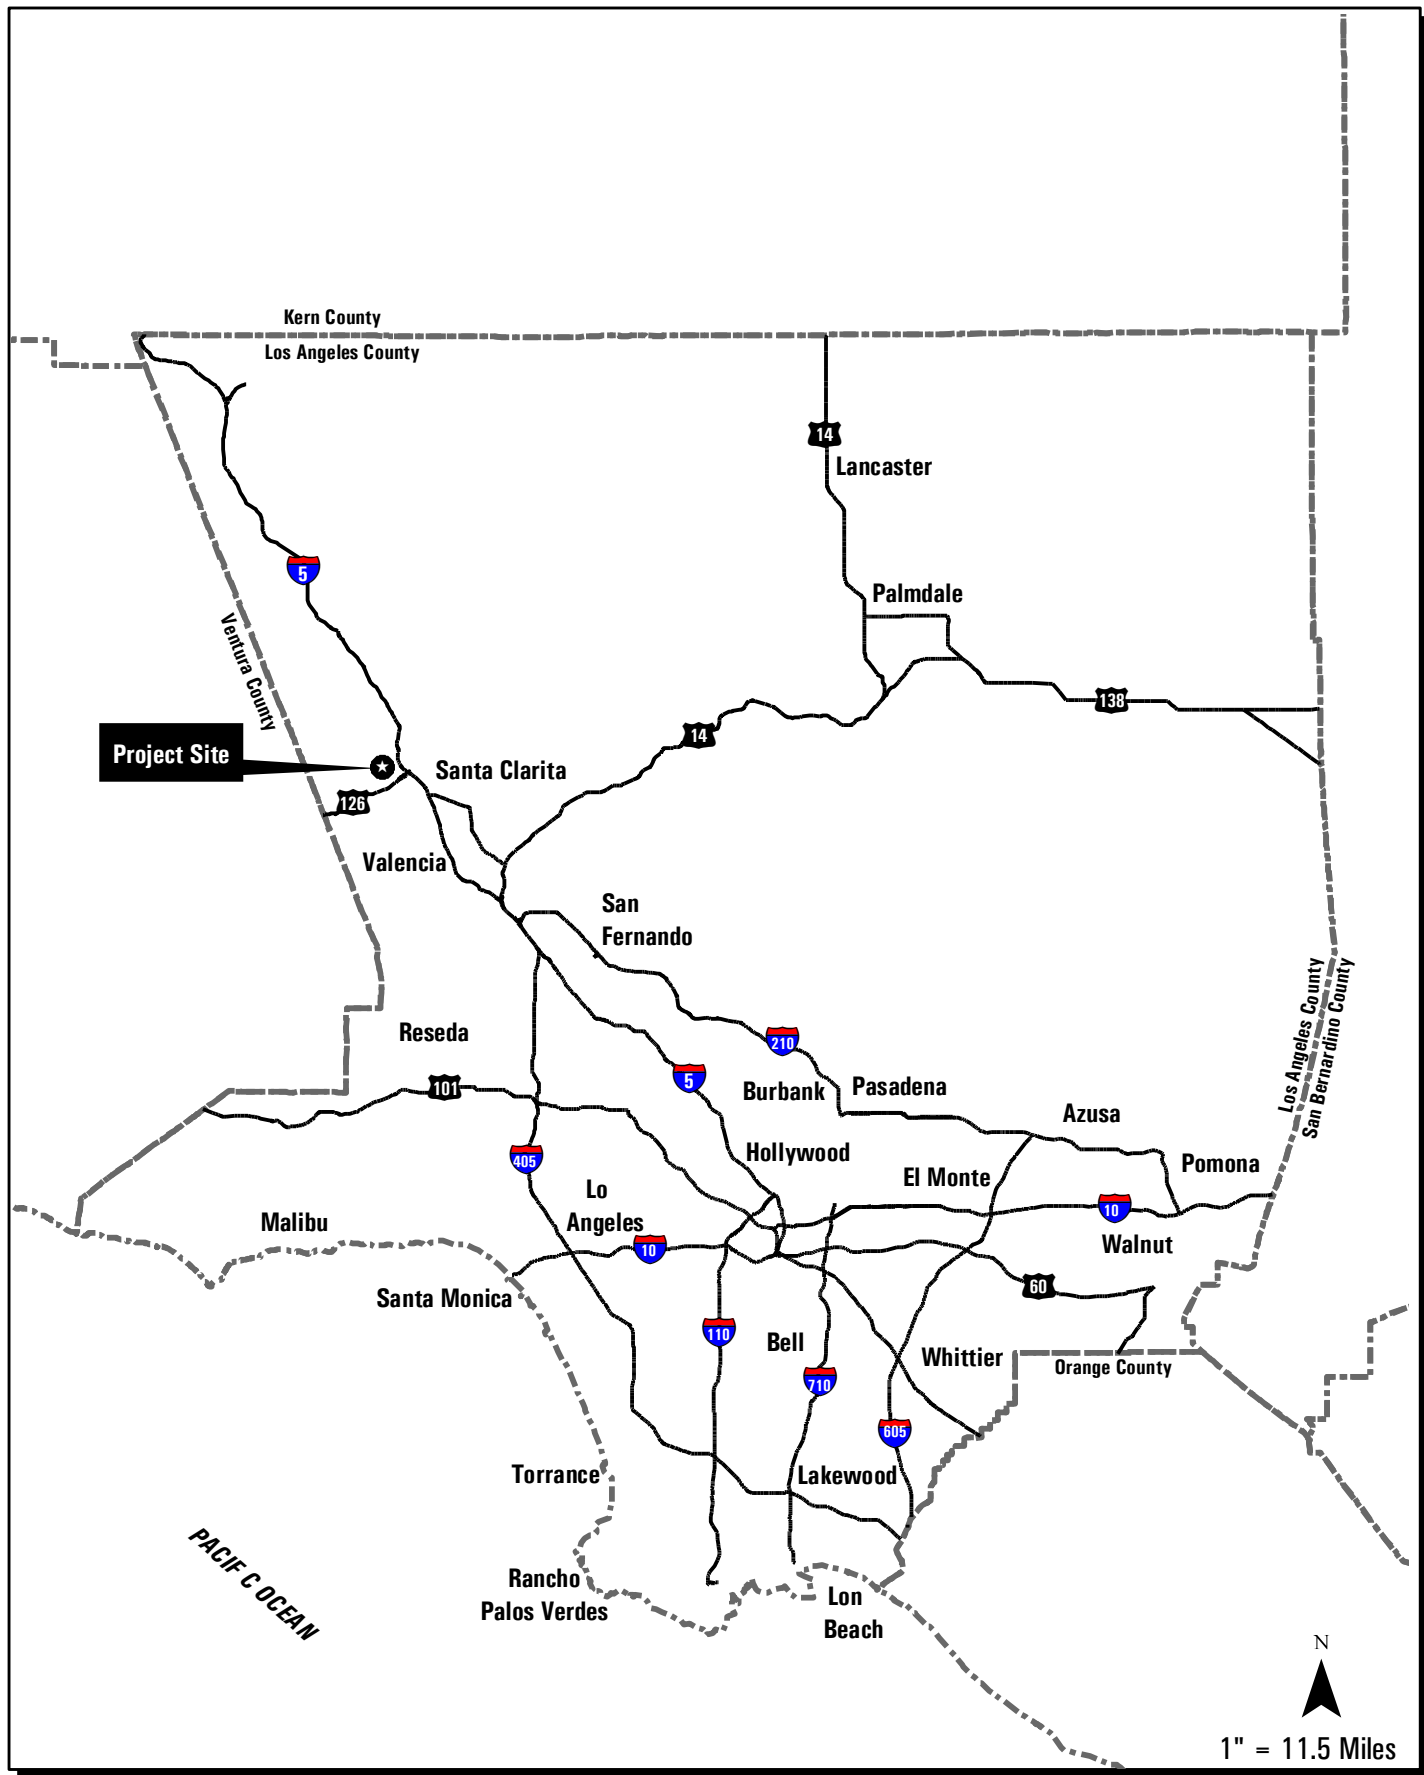 Kern County
Los Angeles County
14
Lancaster
5
Palmdale
Ventura County
138
14
Project Site
Santa Clarita
126
Valencia
San
Fernando
Los Angeles County
San Bernardino County
Reseda
210
5
101
Burbank
Pasadena
Azusa
405
Hollywood
El Monte
Pomona
Lo
Angeles
Malibu
10
10
Walnut
Santa Monica
60
110
Bell
Whittier
Orange County
710
605
Torrance
Lakewood
PACIF C OCEAN
Rancho
Palos Verdes
Lon
Beach
N
1" = 11.5 Miles